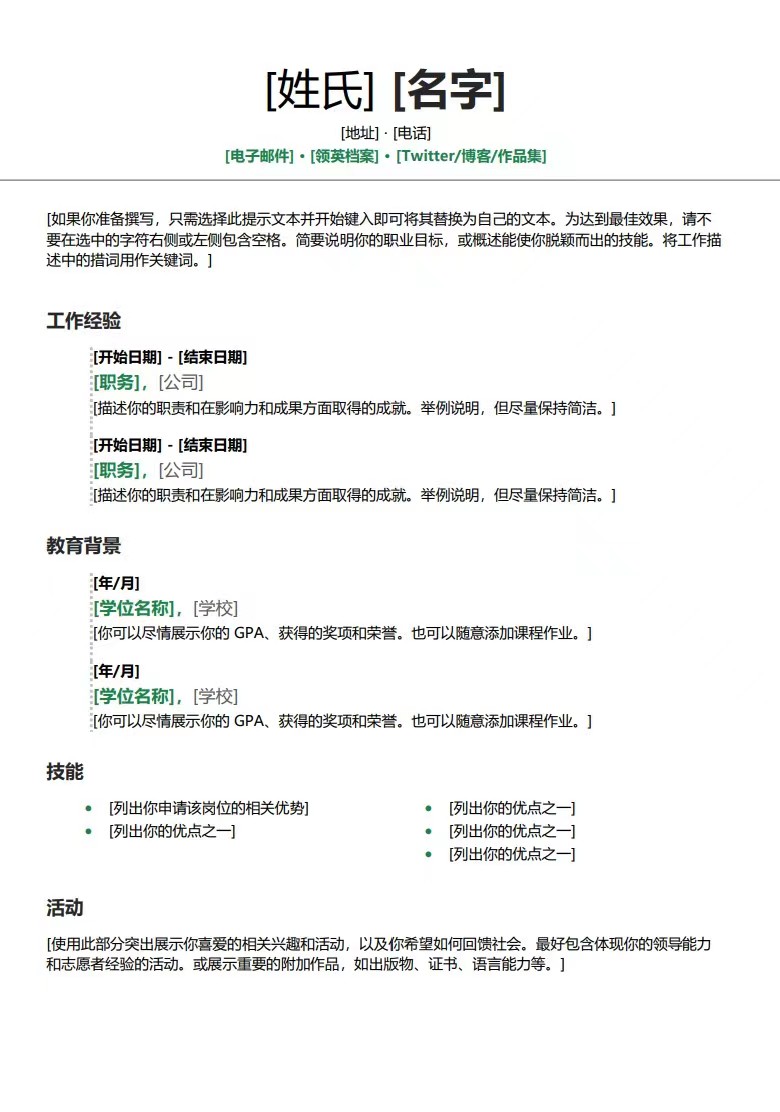 [姓氏] [名字]
[地址] · [电话]
[电子邮件] • [领英档案] • [Twitter/博客/作品集]
[如果你准备撰写，只需选择此提示文本并开始键入即可将其替换为自己的文本。为达到最佳效果，请不
要在选中的字符右侧或左侧包含空格。简要说明你的职业目标，或概述能使你脱颖而出的技能。将工作描
述中的措词用作关键词。]
工作经验
[开始日期] - [结束日期]
[职务]，[公司]
[描述你的职责和在影响力和成果方面取得的成就。举例说明，但尽量保持简洁。]
[开始日期] - [结束日期]
[职务]，[公司]
[描述你的职责和在影响力和成果方面取得的成就。举例说明，但尽量保持简洁。]
教育背景
[年/月]
[学位名称]，[学校]
[你可以尽情展示你的 GPA、获得的奖项和荣誉。也可以随意添加课程作业。]
[年/月]
[学位名称]，[学校]
[你可以尽情展示你的 GPA、获得的奖项和荣誉。也可以随意添加课程作业。]
技能
• [列出你申请该岗位的相关优势]
• [列出你的优点之一]
• [列出你的优点之一]
• [列出你的优点之一]
• [列出你的优点之一]
活动
[使用此部分突出展示你喜爱的相关兴趣和活动，以及你希望如何回馈社会。最好包含体现你的领导能力
和志愿者经验的活动。或展示重要的附加作品，如出版物、证书、语言能力等。]